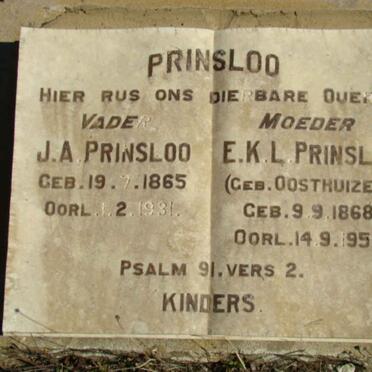 PRINSLOO
HIER RUS ONS DIERBARE OUE
VADER MOEDER
J.A. PRINSLOO E.K.L. PRINSL
GEB. 19.7.1865 (GEB. OOSTHUIZE
OORL. 1.2.1931. GEB. 9.9.1868
OORL. 14.9.195
PSALM 91. VERS 2.
KINDERS